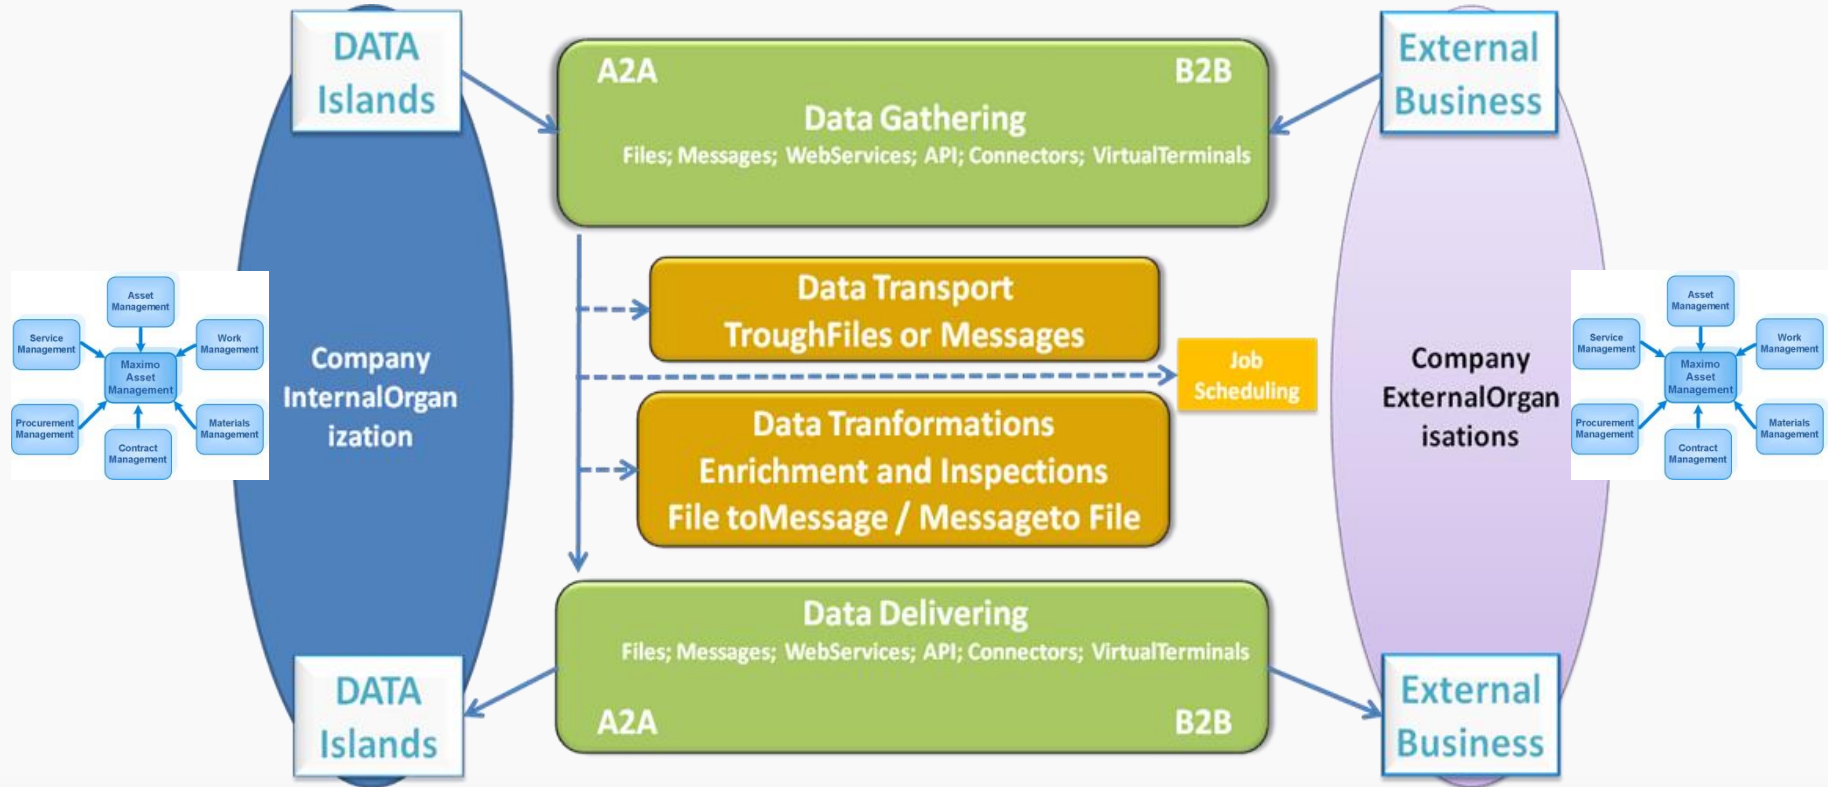 DATA
Islands
A2A
B2B
Data Gathering
Files; Messages; WebServices; API; Connectors; VirtualTerminals
External
Business
Data Transport
TroughFiles or Messages
Job
Scheduling
Data Tranformations
Enrichment and Inspections
File toMessage / Messageto File
Company
InternalOrgan
ization
Company
ExternalOrgan
isations
Asset
Management
Service
Management
Work
Management
Maximo
Asset
Management
Procurement
Management
Materials
Management
Contract
Management
Asset
Management
Service
Management
Work
Management
Maximo
Asset
Management
Procurement
Management
Materials
Management
Contract
Management
Data Delivering
Files; Messages; WebServices; API; Connectors; VirtualTerminals
A2A
B2B
DATA
Islands
External
Business